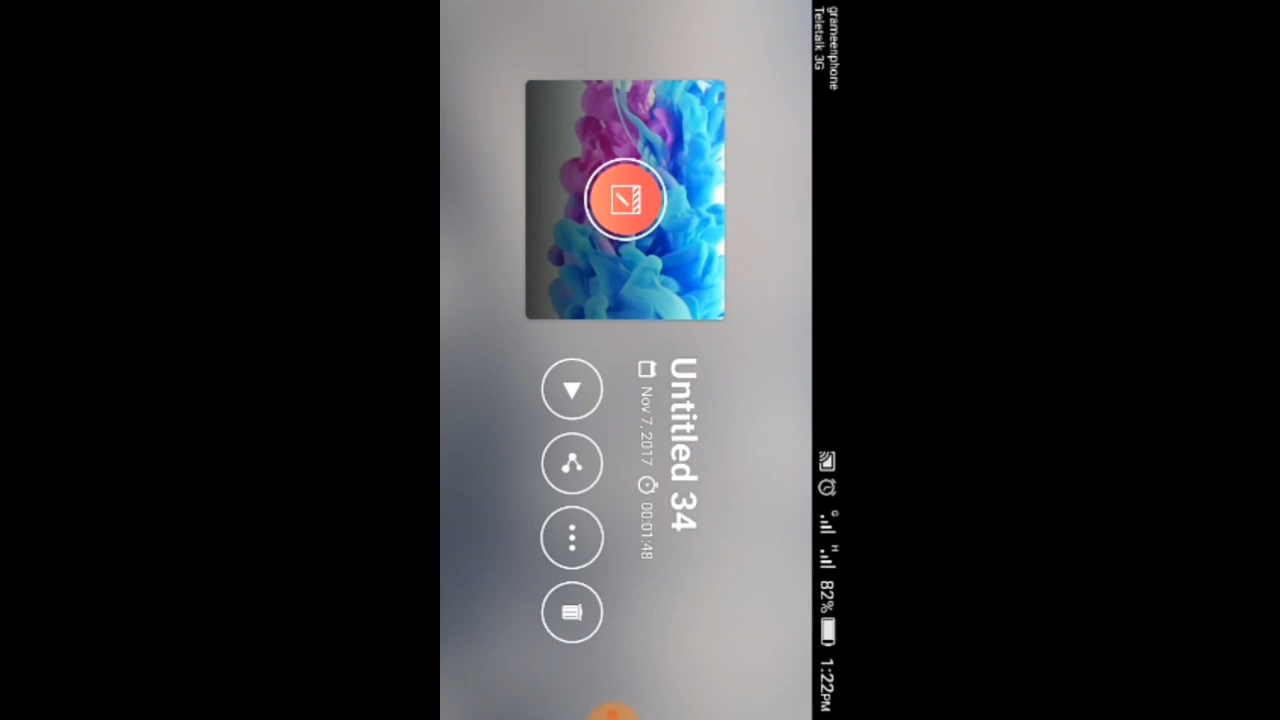 grameenphone
Teletalk 3G
G
H
82%
1:22PM
Untitled 34
Nov 7, 2017 00:01:48